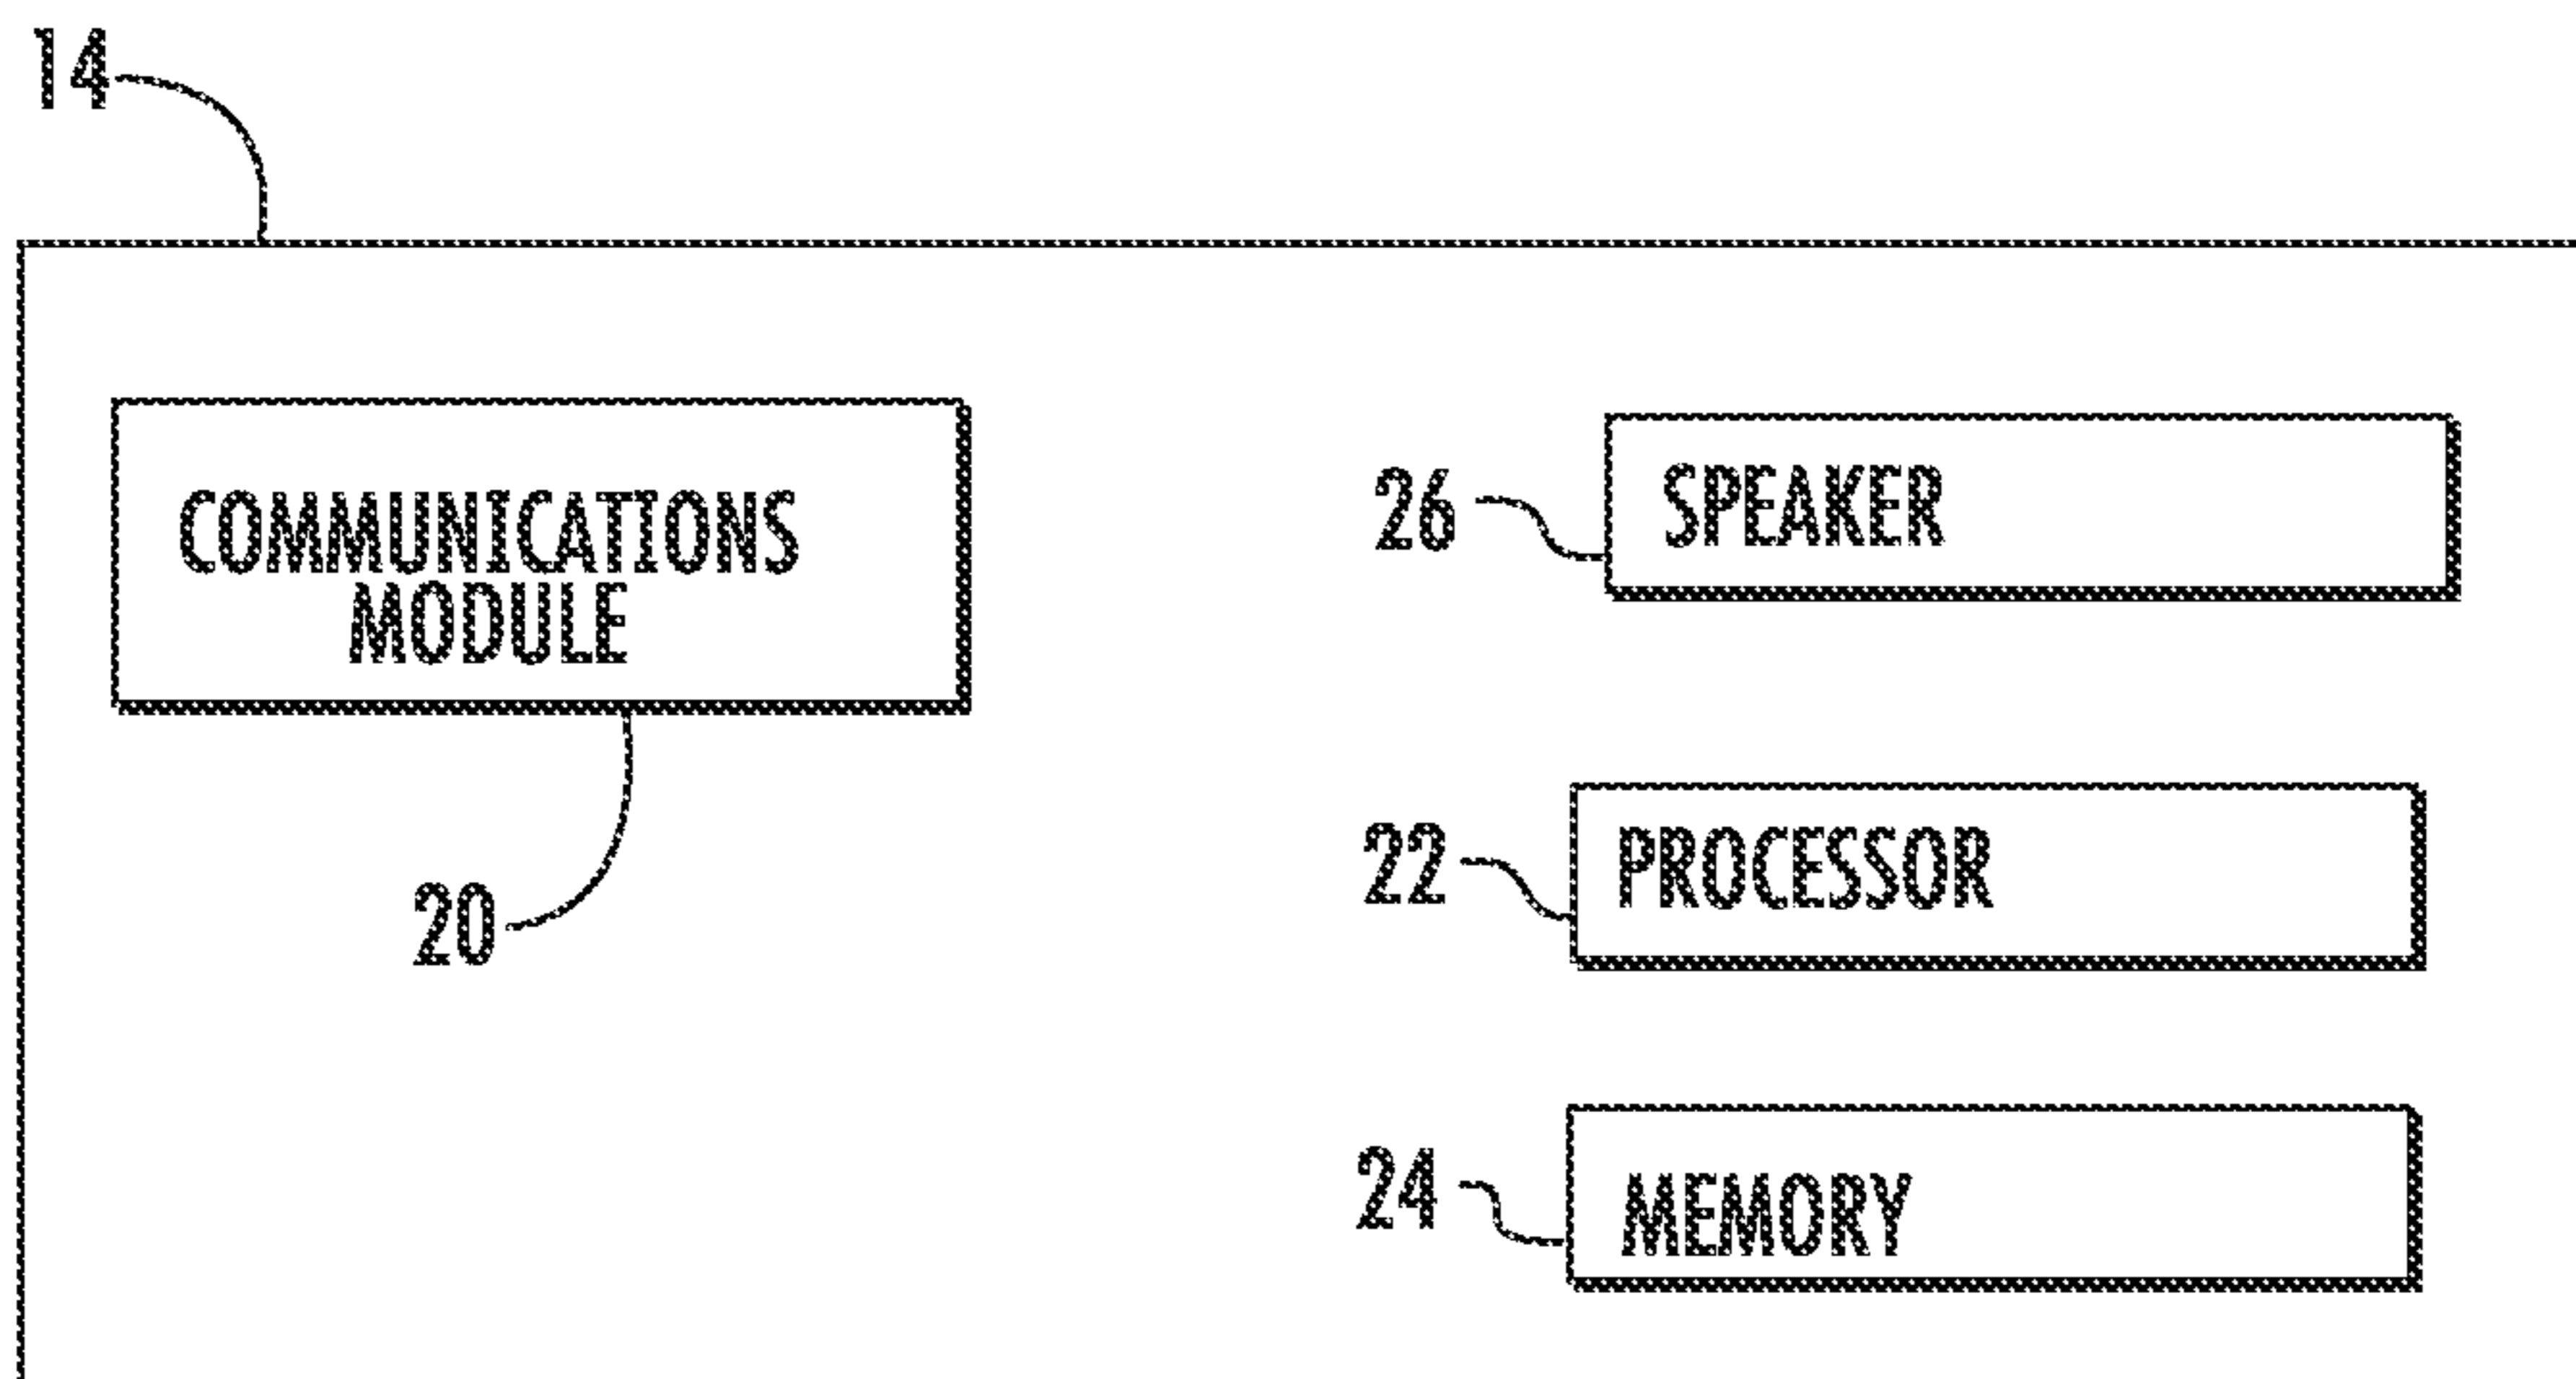 14
COMMUNICATIONS
MODULE
20
26 SPEAKER
22 PROCESSOR
24 MEMORY